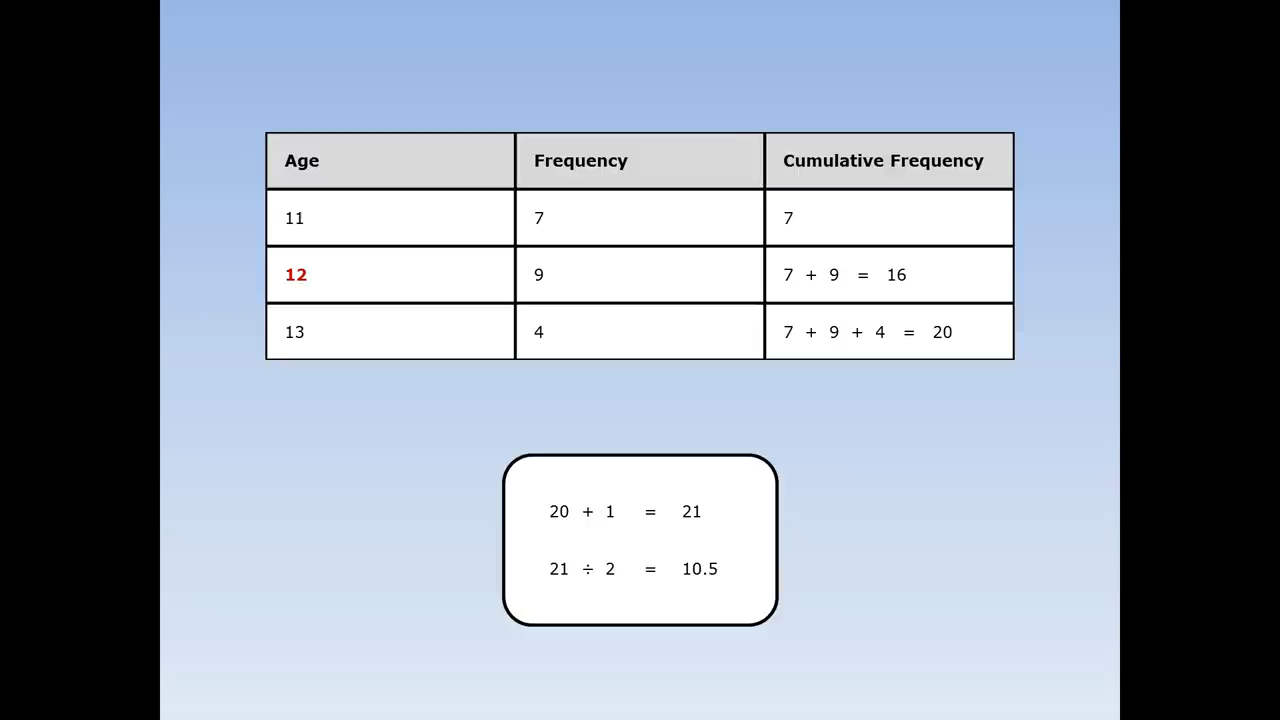 Age Frequency Cumulative Frequency
11 7 7
12 9 7 + 9 = 16
13 4 7 + 9 + 4 = 20
20 + 1 = 21
21 ÷ 2 = 10.5